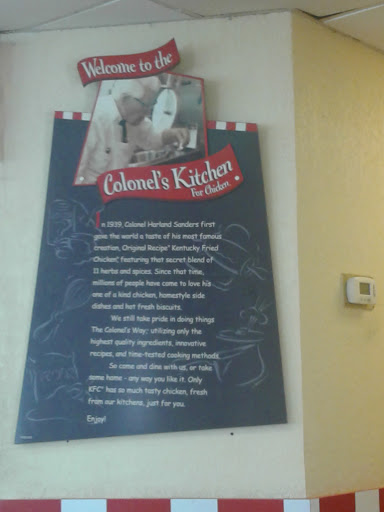 Welcome to the
Colonel's Kitchen
For Chicken
In 1939, Colonel Harland Sanders first
gave the world a taste of his most famous
creation, Original Recipe® Kentucky Fried
Chicken, featuring that secret blend of
11 herbs and spices. Since that time,
millions of people have come to love his
one of a kind chicken, homestyle side
dishes and hot fresh biscuits.
We still take pride in doing things
The Colonel's Way; utilizing only the
highest quality ingredients, innovative
recipes, and time-tested cooking methods.
So come and dine with us, or take
some home - any way you like it. Only
KFC® has so much tasty chicken, fresh
from our kitchens, just for you.
Enjoy!